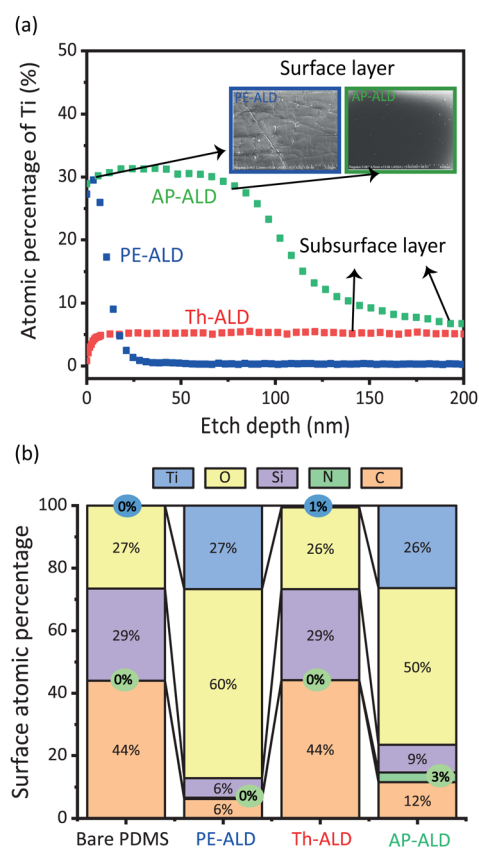 (a)
Atomic percentage of Ti (%)
50
40
30
20
10
0
Surface layer
PE-ALD
AP-ALD
AP-ALD
PE-ALD
Subsurface layer
Th-ALD
0
50
100
150
200
Etch depth (nm)
(b)
Ti O Si N C
Surface atomic percentage
100
80
60
40
20
0
0% 27% 1% 26%
27% 60% 26% 50%
29% 6% 29% 9%
0% 0% 0% 3%
44% 6% 44% 12%
Bare PDMS PE-ALD Th-ALD AP-ALD